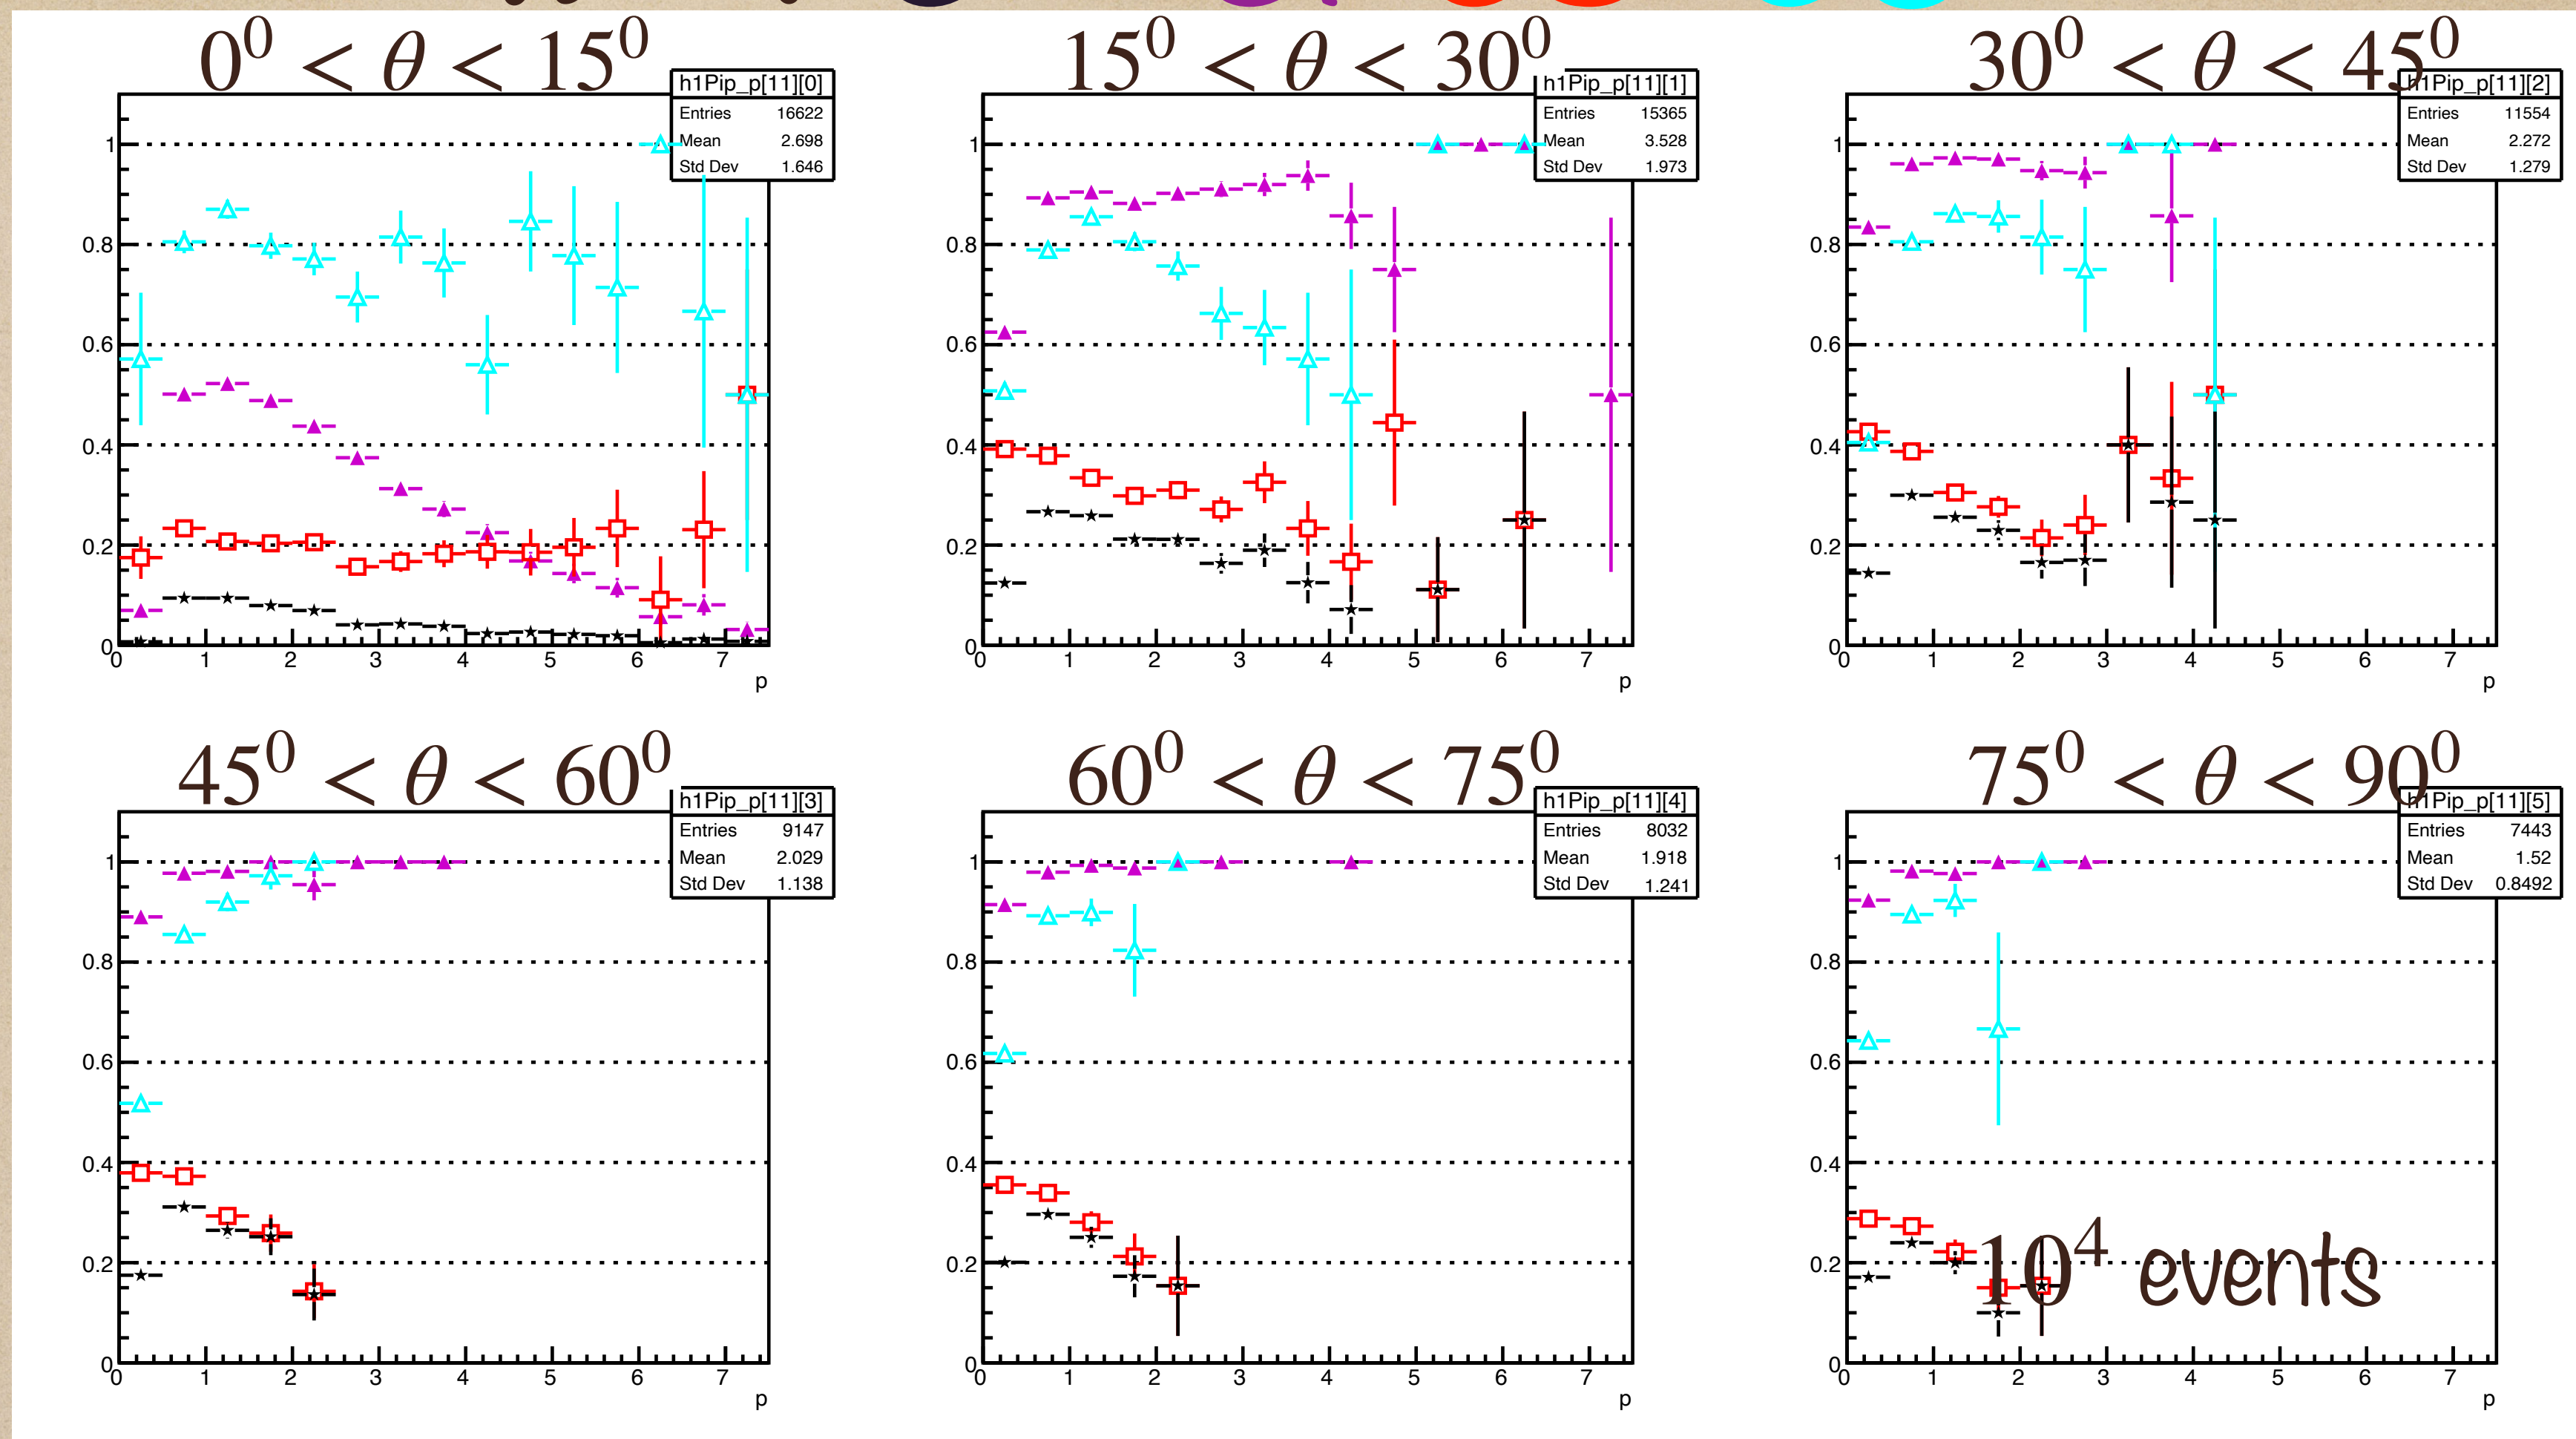 0⁰ < θ < 15⁰
h1Pip_p[11][0]
Entries 16622
Mean 2.698
Std Dev 1.646
1
0.8
0.6
0.4
0.2
0
0 1 2 3 4 5 6 7
p
15⁰ < θ < 30⁰
h1Pip_p[11][1]
Entries 15365
Mean 3.528
Std Dev 1.973
1
0.8
0.6
0.4
0.2
0
0 1 2 3 4 5 6 7
p
30⁰ < θ < 45⁰
h1Pip_p[11][2]
Entries 11554
Mean 2.272
Std Dev 1.279
1
0.8
0.6
0.4
0.2
0
0 1 2 3 4 5 6 7
p
45⁰ < θ < 60⁰
h1Pip_p[11][3]
Entries 9147
Mean 2.029
Std Dev 1.138
1
0.8
0.6
0.4
0.2
0
0 1 2 3 4 5 6 7
p
60⁰ < θ < 75⁰
h1Pip_p[11][4]
Entries 8032
Mean 1.918
Std Dev 1.241
1
0.8
0.6
0.4
0.2
0
0 1 2 3 4 5 6 7
p
75⁰ < θ < 90⁰
h1Pip_p[11][5]
Entries 7443
Mean 1.52
Std Dev 0.8492
1
0.8
0.6
0.4
0.2
0
10⁴ events
0 1 2 3 4 5 6 7
p